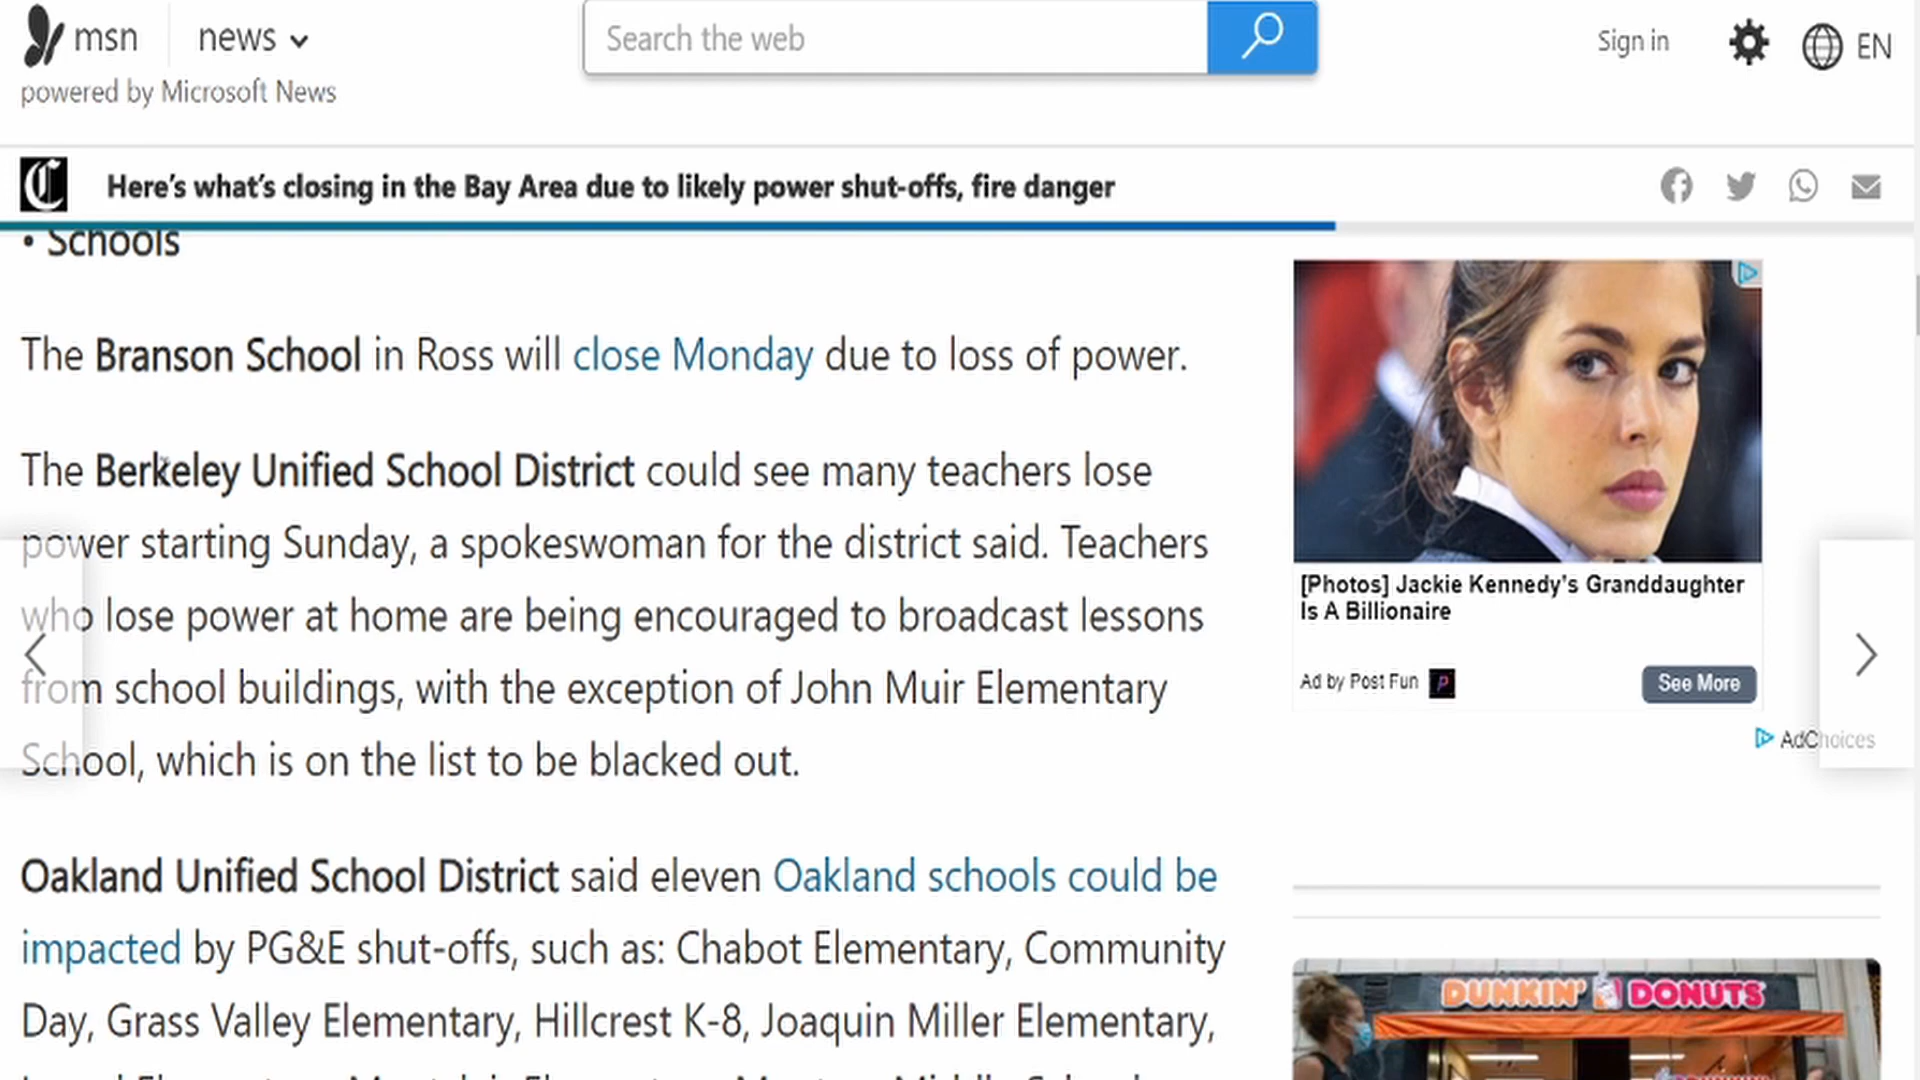 msn
news
Search the web
Sign in
EN
powered by Microsoft News
Here's what's closing in the Bay Area due to likely power shut-offs, fire danger
• Schools
The Branson School in Ross will close Monday due to loss of power.
The Berkeley Unified School District could see many teachers lose
power starting Sunday, a spokeswoman for the district said. Teachers
who lose power at home are being encouraged to broadcast lessons
from school buildings, with the exception of John Muir Elementary
School, which is on the list to be blacked out.
Oakland Unified School District said eleven Oakland schools could be
impacted by PG&E shut-offs, such as: Chabot Elementary, Community
Day, Grass Valley Elementary, Hillcrest K-8, Joaquin Miller Elementary,
[Photos] Jackie Kennedy's Granddaughter
Is A Billionaire
Ad by Post Fun
See More
AdChoices
DUNKIN' DONUTS